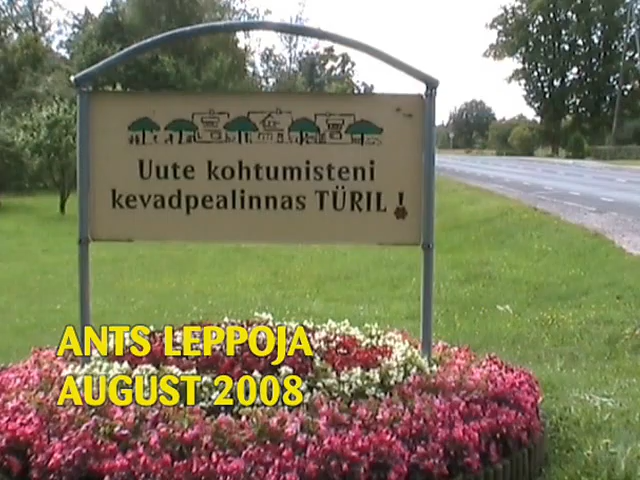 Uute kohtumisteni
kevadpealinnas TÜRIL !
ANTS LEPPOJA
AUGUST 2008